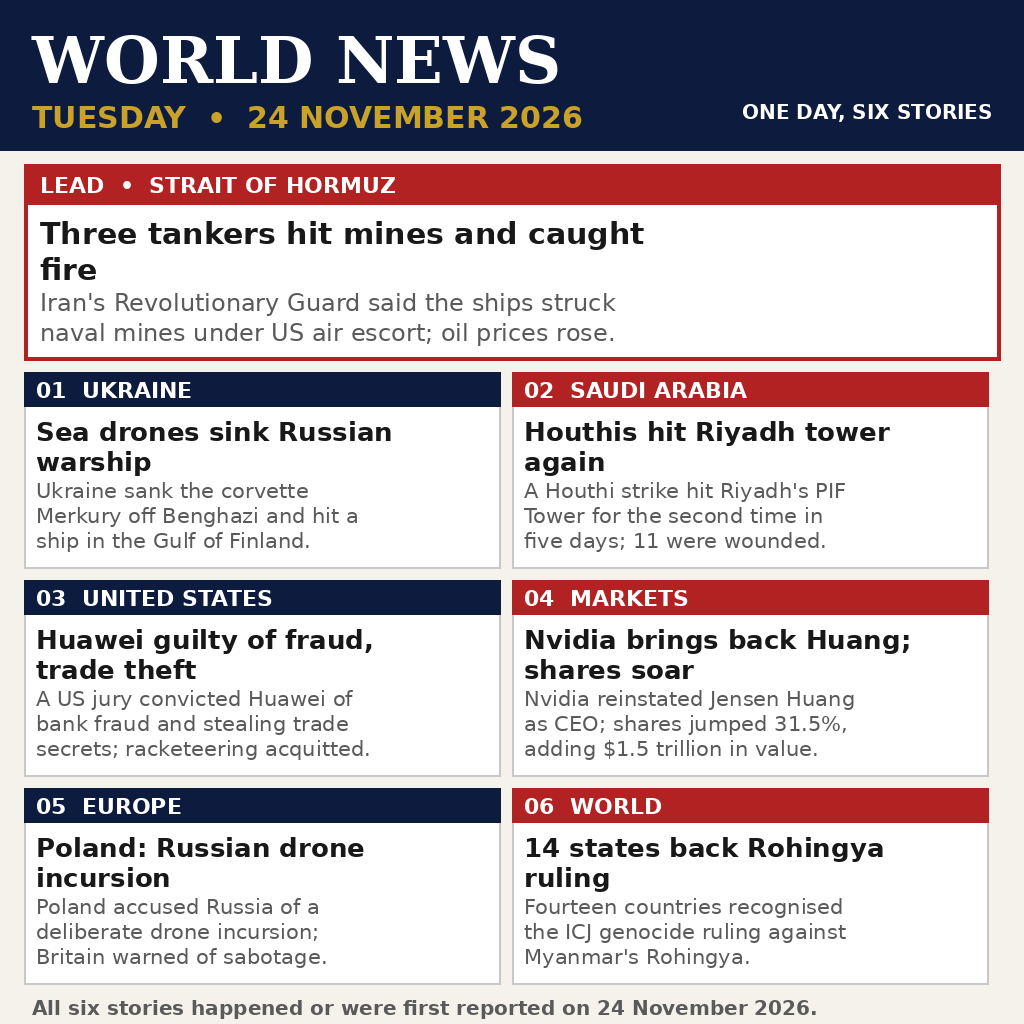 WORLD NEWS
TUESDAY • 24 NOVEMBER 2026
ONE DAY, SIX STORIES
LEAD • STRAIT OF HORMUZ
Three tankers hit mines and caught
fire
Iran's Revolutionary Guard said the ships struck
naval mines under US air escort; oil prices rose.
01 UKRAINE
Sea drones sink Russian
warship
Ukraine sank the corvette
Merkury off Benghazi and hit a
ship in the Gulf of Finland.
02 SAUDI ARABIA
Houthis hit Riyadh tower
again
A Houthi strike hit Riyadh's PIF
Tower for the second time in
five days; 11 were wounded.
03 UNITED STATES
Huawei guilty of fraud,
trade theft
A US jury convicted Huawei of
bank fraud and stealing trade
secrets; racketeering acquitted.
04 MARKETS
Nvidia brings back Huang;
shares soar
Nvidia reinstated Jensen Huang
as CEO; shares jumped 31.5%,
adding $1.5 trillion in value.
05 EUROPE
Poland: Russian drone
incursion
Poland accused Russia of a
deliberate drone incursion;
Britain warned of sabotage.
06 WORLD
14 states back Rohingya
ruling
Fourteen countries recognised
the ICJ genocide ruling against
Myanmar's Rohingya.
All six stories happened or were first reported on 24 November 2026.